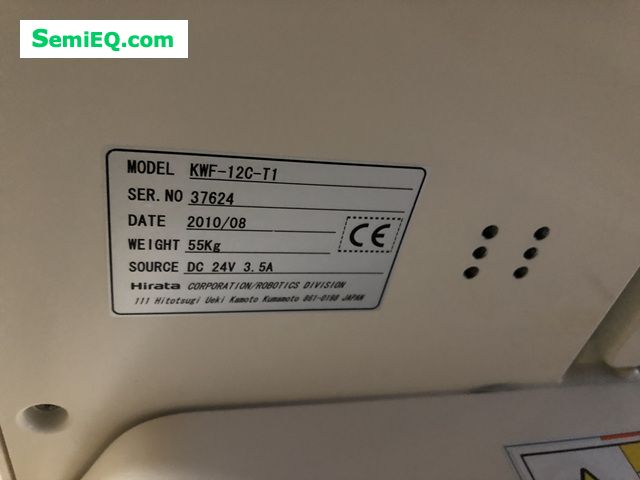 SemiEQ.com
MODEL KWF-12C-T1
SER.NO 37624
DATE 2010/08
WEIGHT 55Kg
SOURCE DC 24V 3.5A
CE
Hirata CORPORATION/ROBOTICS DIVISION
111 Hitotsugi Ueki Kamoto Kumamoto 861-0198 JAPAN